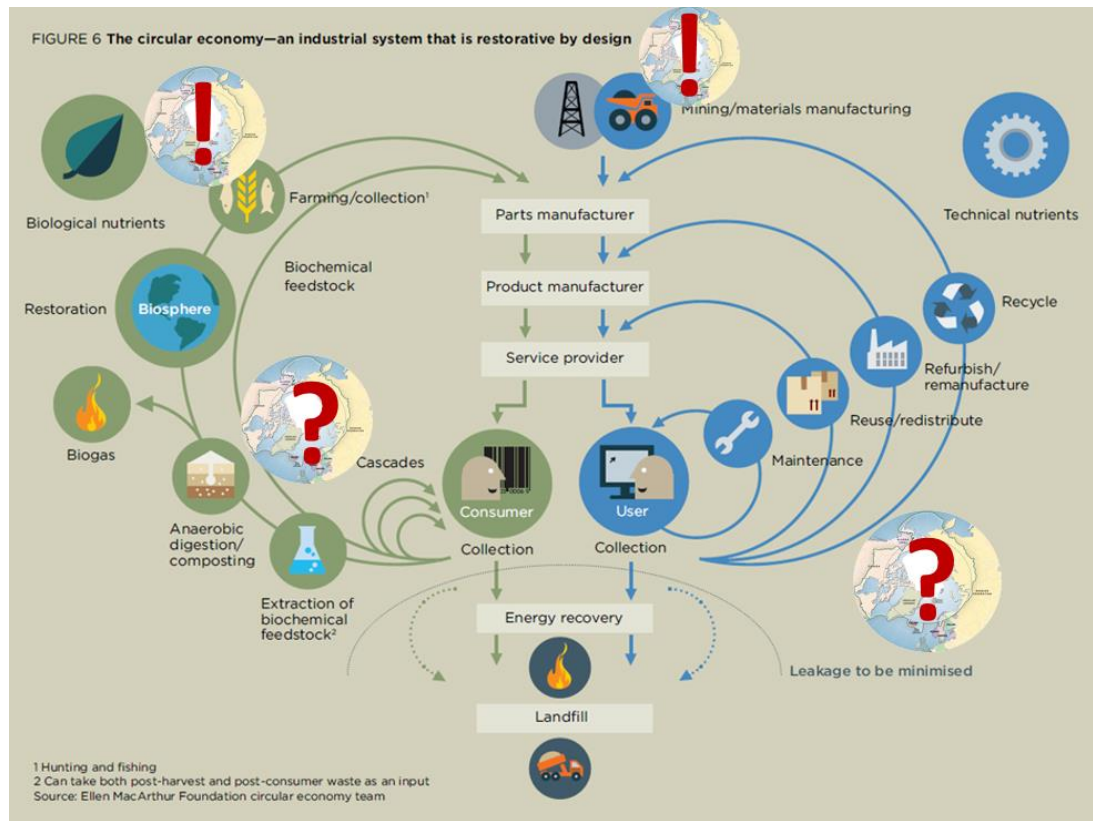 FIGURE 6 The circular economy—an industrial system that is restorative by design
!
!
Mining/materials manufacturing
Biological nutrients
Farming/collection¹
Technical nutrients
Parts manufacturer
Biochemical
feedstock
Product manufacturer
Restoration
Biosphere
Recycle
Service provider
Refurbish/
remanufacture
?
Reuse/redistribute
Biogas
Cascades
Maintenance
Consumer
User
Anaerobic
digestion/
composting
Collection
Collection
?
Extraction of
biochemical
feedstock²
Energy recovery
Leakage to be minimised
Landfill
1 Hunting and fishing
2 Can take both post-harvest and post-consumer waste as an input
Source: Ellen MacArthur Foundation circular economy team